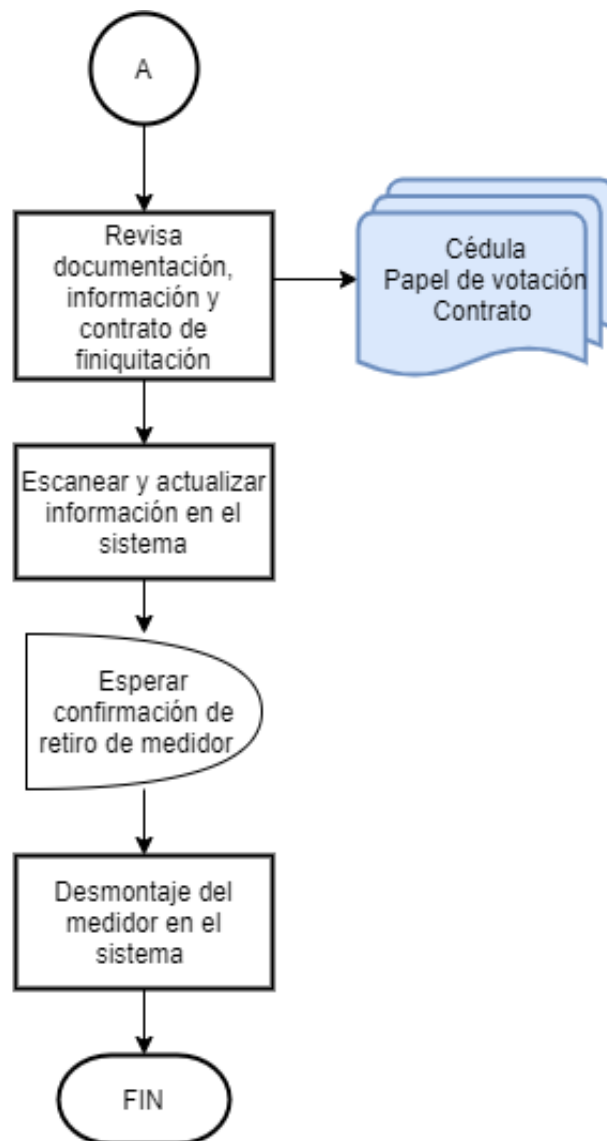 A
Revisa
documentación,
información y
contrato de
finiquitación
Cédula
Papel de votación
Contrato
Escanear y actualizar
información en el
sistema
Esperar
confirmación de
retiro de medidor
Desmontaje del
medidor en el
sistema
FIN